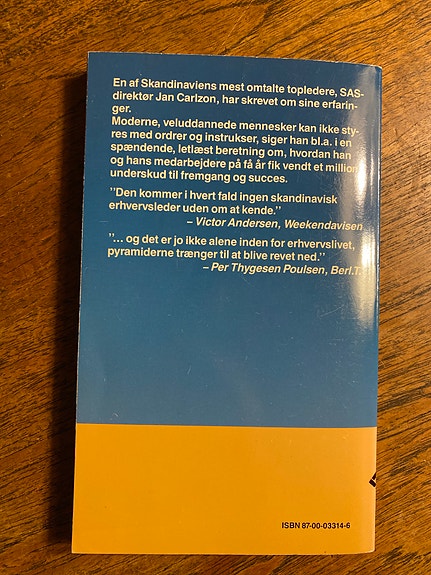 En af Skandinaviens mest omtalte topledere, SAS-
direktør Jan Carlzon, har skrevet om sine erfarin-
ger.
Moderne, veluddannede mennesker kan ikke sty-
res med ordrer og instrukser, siger han bl.a. i en
spændende, letlæst beretning om, hvordan han
og hans medarbejdere på få år fik vendt et million
underskud til fremgang og succes.
"Den kommer i hvert fald ingen skandinavisk
erhvervsleder uden om at kende."
– Victor Andersen, Weekendavisen
"... og det er jo ikke alene inden for erhvervslivet,
pyramiderne trænger til at blive revet ned."
– Per Thygesen Poulsen, Berl.T.
ISBN 87-00-03314-6